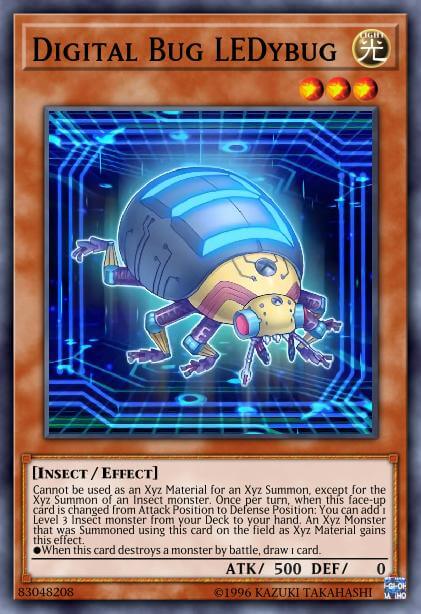 Digital Bug LEDybug
LIGHT
光
[Insect / Effect]
Cannot be used as an Xyz Material for an Xyz Summon, except for the
Xyz Summon of an Insect monster. Once per turn, when this face-up
card is changed from Attack Position to Defense Position: You can add 1
Level 3 Insect monster from your Deck to your hand. An Xyz Monster
that was Summoned using this card on the field as Xyz Material gains
this effect.
●When this card destroys a monster by battle, draw 1 card.
ATK/ 500 DEF/ 0
83048208
©1996 KAZUKI TAKAHASHI